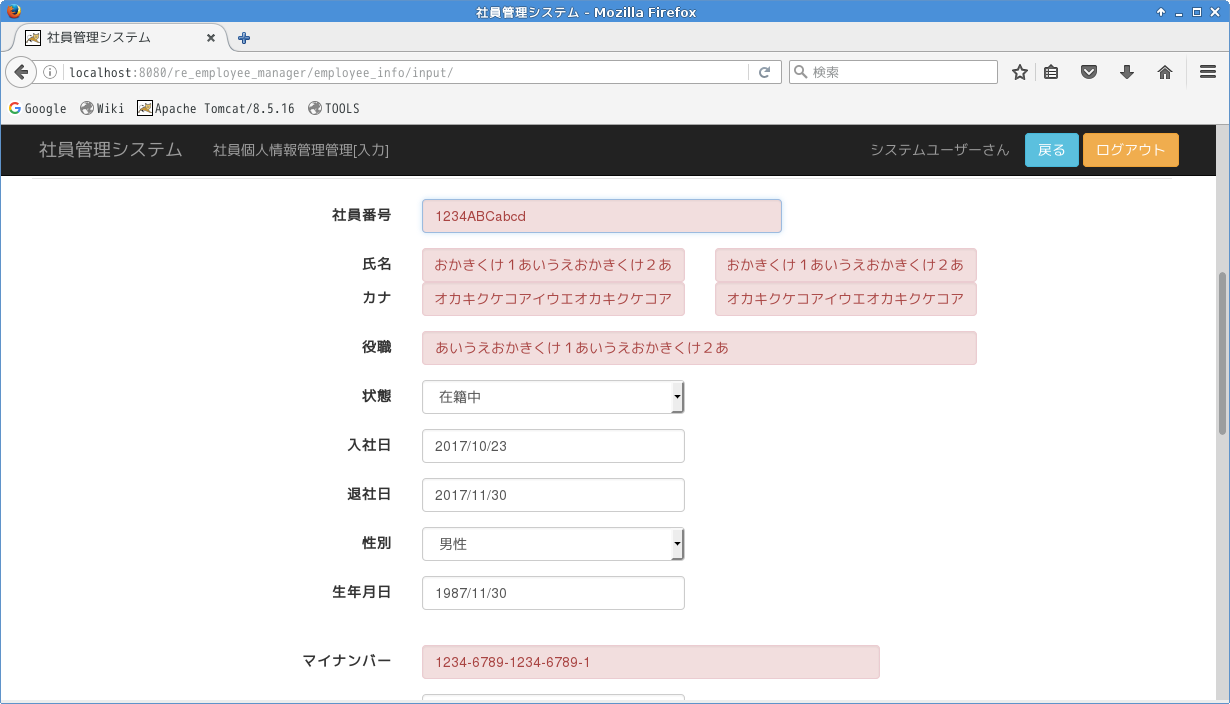 社員管理システム - Mozilla Firefox
社員管理システム
localhost:8080/re_employee_manager/employee_info/input/
検索
Google Wiki Apache Tomcat/8.5.16 TOOLS
社員管理システム 社員個人情報管理管理[入力] システムユーザーさん 戻る ログアウト
社員番号 1234ABCabcd
氏名 おかきくけ１あいうえおかきくけ２あ おかきくけ１あいうえおかきくけ２あ
カナ オカキクケコアイウエオカキクケコア オカキクケコアイウエオカキクケコア
役職 あいうえおかきくけ１あいうえおかきくけ２あ
状態 在籍中
入社日 2017/10/23
退社日 2017/11/30
性別 男性
生年月日 1987/11/30
マイナンバー 1234-6789-1234-6789-1